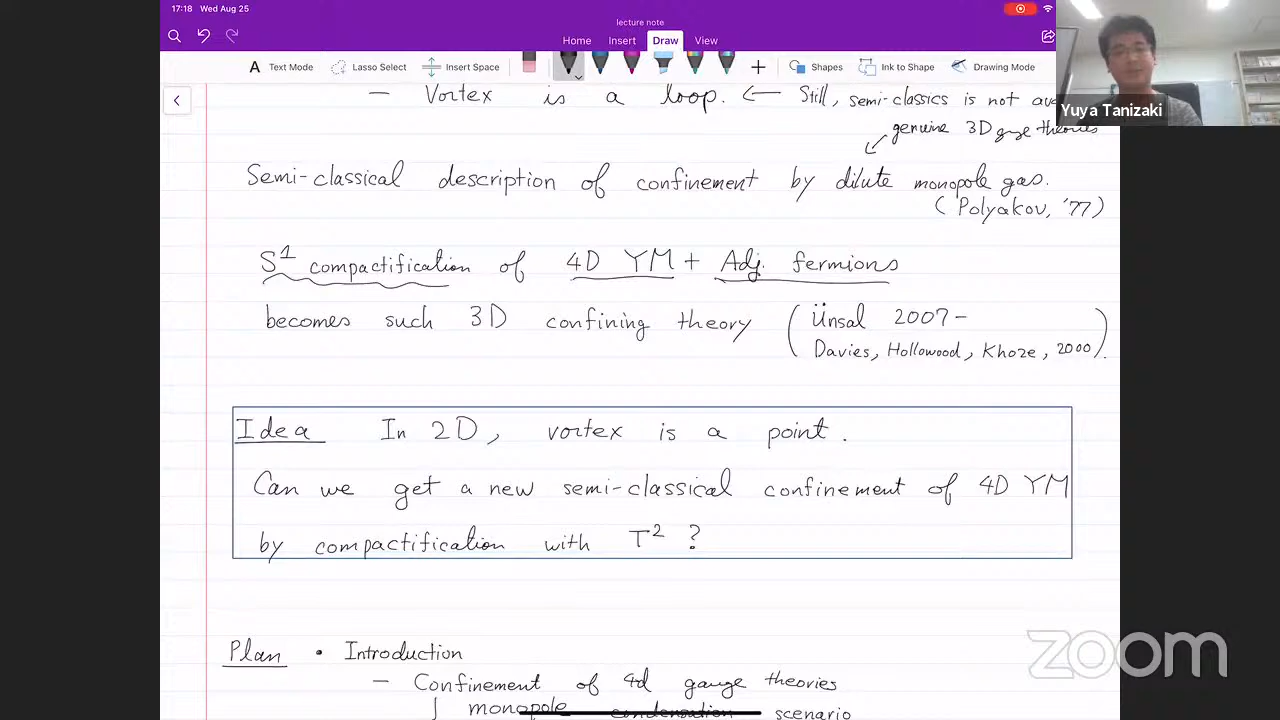 17:18 Wed Aug 25
lecture note
Home Insert Draw View
Text Mode Lasso Select Insert Space Shapes Ink to Shape Drawing Mode
Yuya Tanizaki
— Vortex is a loop. ← Still, semi-classics is not
genuine 3D gauge theories
Semi-classical description of confinement by dilute monopole gas.
(Polyakov, '77)
S¹ compactification of 4D YM + Adj. fermions
becomes such 3D confining theory (Ünsal 2007-
Davies, Hollowood, Khoze, 2000).
Idea In 2D, vortex is a point.
Can we get a new semi-classical confinement of 4D YM
by compactification with T² ?
Plan • Introduction
— Confinement of 4d gauge theories
monopole condensation scenario
zoom